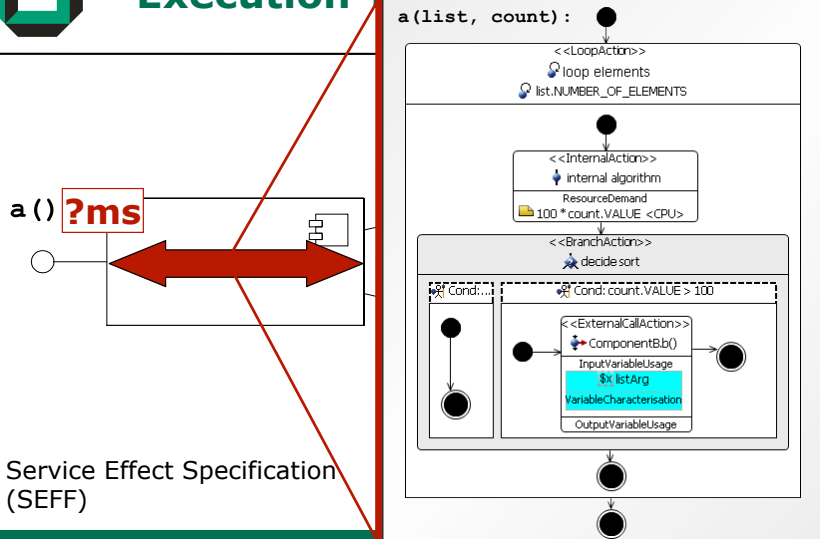 Execution
a()
?ms
Service Effect Specification
(SEFF)
a(list, count):
<<LoopAction>>
loop elements
list.NUMBER_OF_ELEMENTS
<<InternalAction>>
internal algorithm
ResourceDemand
100 * count.VALUE <CPU>
<<BranchAction>>
decide sort
Cond:...
Cond: count.VALUE > 100
<<ExternalCallAction>>
ComponentB.b()
InputVariableUsage
$x listArg
VariableCharacterisation
OutputVariableUsage